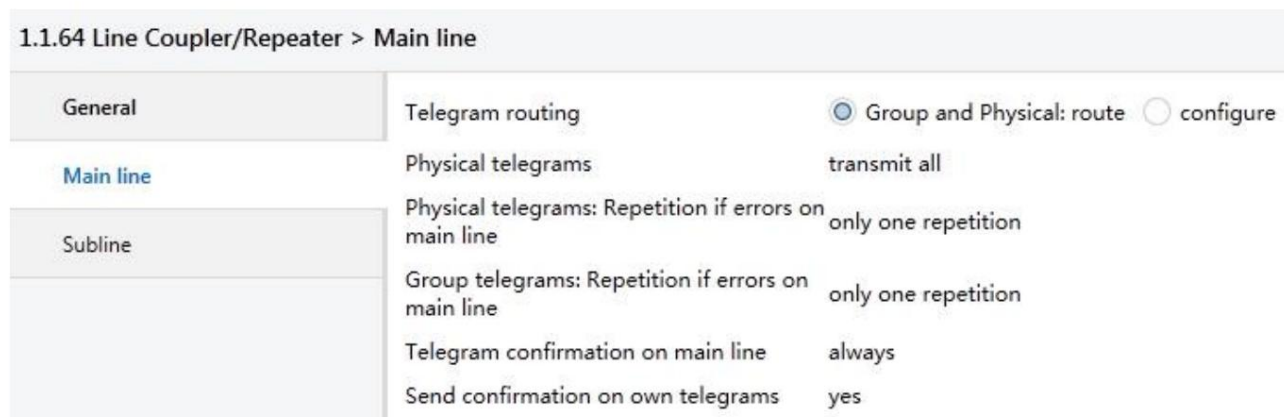 1.1.64 Line Coupler/Repeater > Main line
General
Main line
Subline
Telegram routing Group and Physical: route configure
Physical telegrams transmit all
Physical telegrams: Repetition if errors on
main line only one repetition
Group telegrams: Repetition if errors on
main line only one repetition
Telegram confirmation on main line always
Send confirmation on own telegrams yes